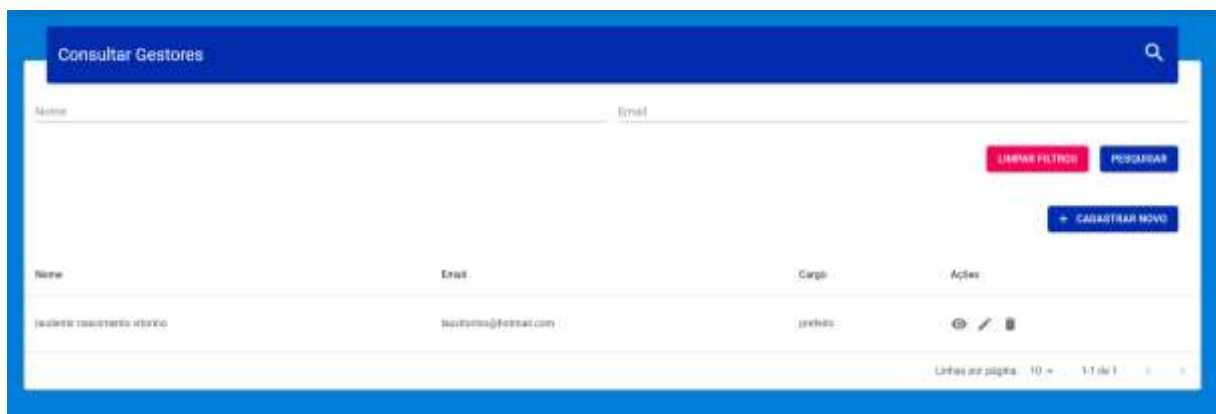 Consultar Gestores
Nome Email
LIMPAR FILTROS PESQUISAR
+ CADASTRAR NOVO
Nome Email Cargo Ações
nascimento prefeito
Linhas por página: 10 1-1 de 1